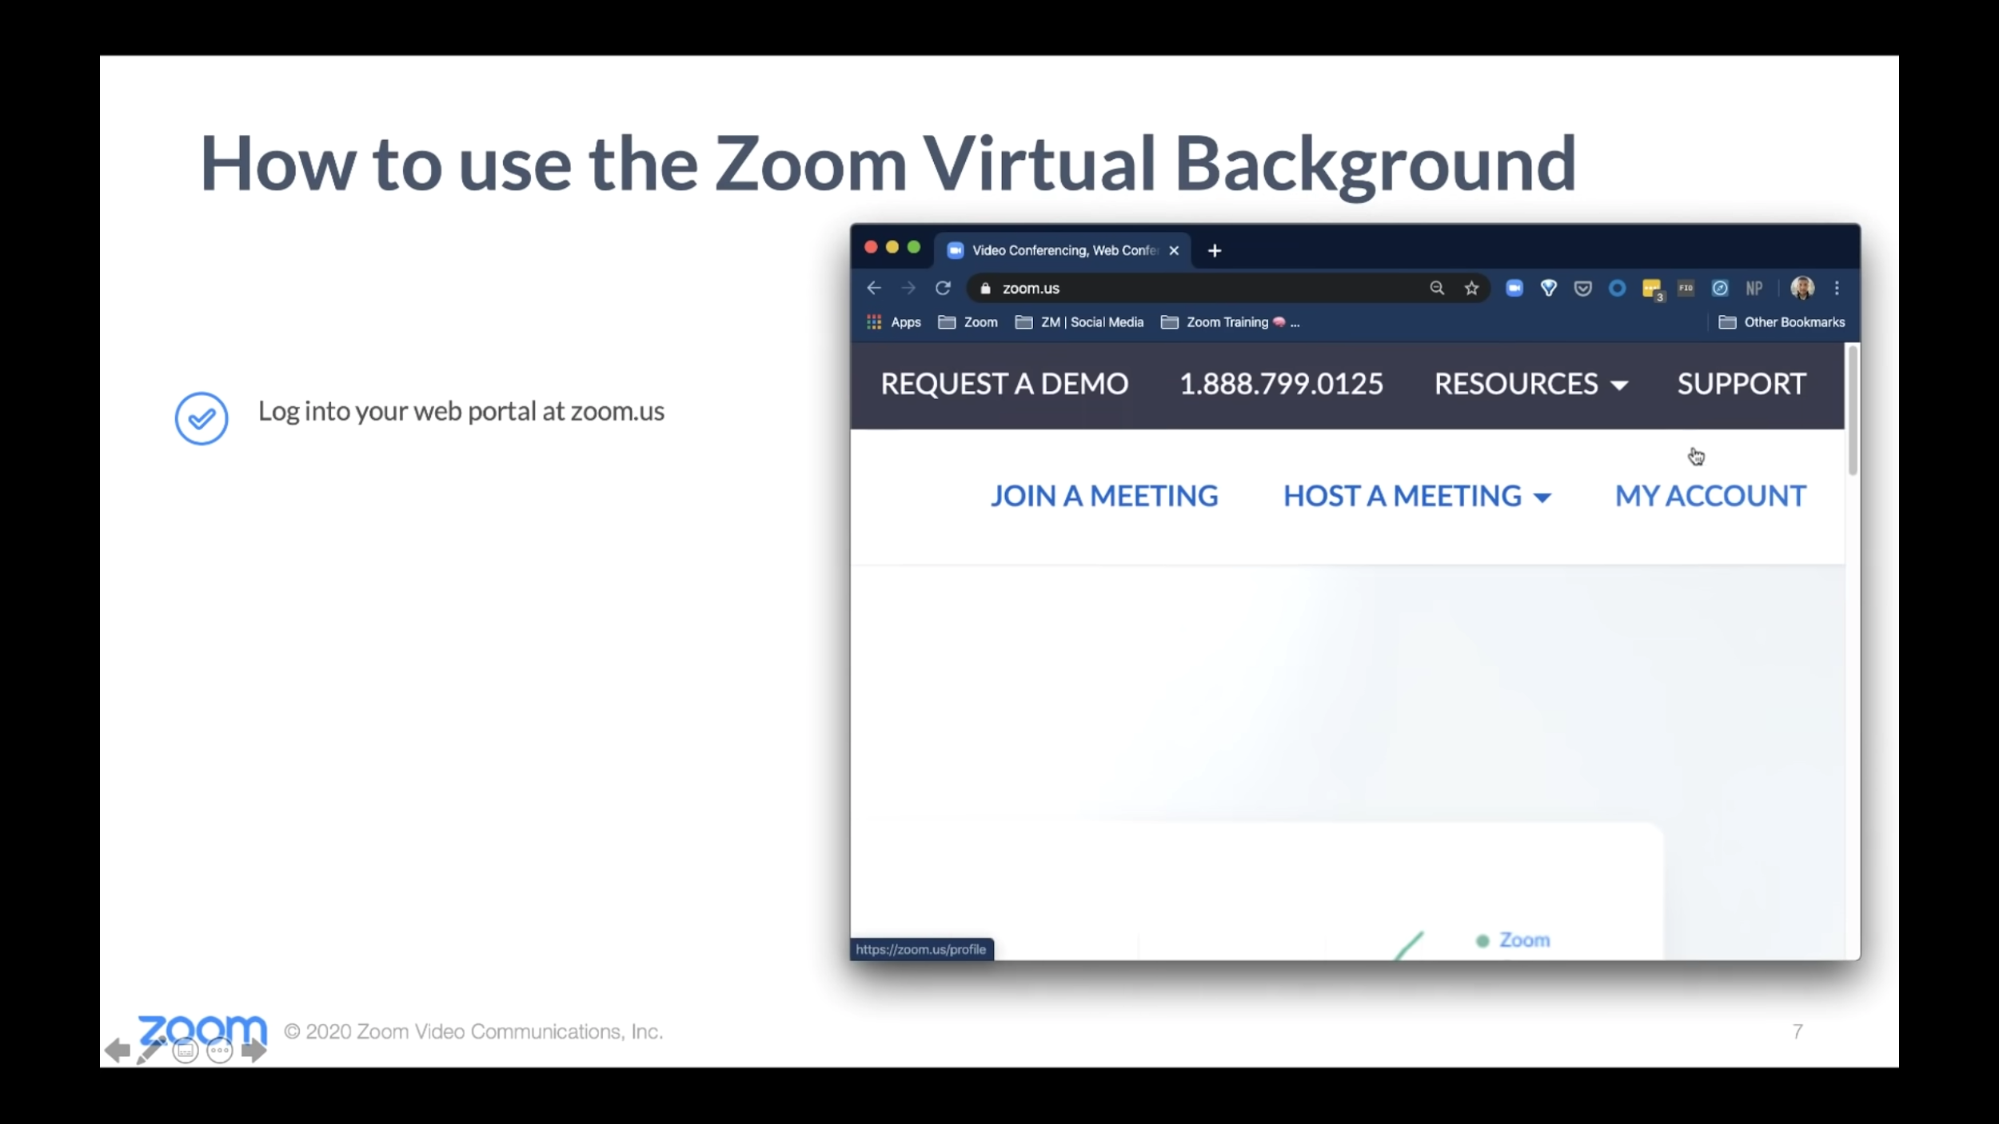 How to use the Zoom Virtual Background
Log into your web portal at zoom.us
Video Conferencing, Web Confe
zoom.us
3
FIO
NP
Apps
Zoom
ZM | Social Media
Zoom Training 🧠 ...
Other Bookmarks
REQUEST A DEMO
1.888.799.0125
RESOURCES
SUPPORT
JOIN A MEETING
HOST A MEETING
MY ACCOUNT
Zoom
https://zoom.us/profile
zoom
© 2020 Zoom Video Communications, Inc.
7